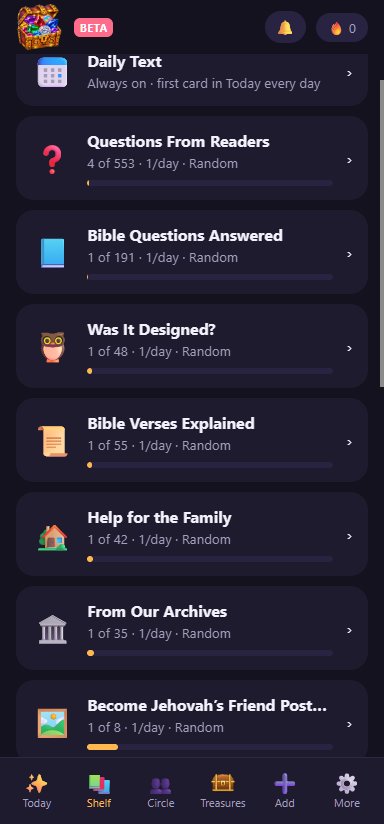 BETA
0
Daily Text
Always on · first card in Today every day
Questions From Readers
4 of 553 · 1/day · Random
Bible Questions Answered
1 of 191 · 1/day · Random
Was It Designed?
1 of 48 · 1/day · Random
Bible Verses Explained
1 of 55 · 1/day · Random
Help for the Family
1 of 42 · 1/day · Random
From Our Archives
1 of 35 · 1/day · Random
Become Jehovah’s Friend Post…
1 of 8 · 1/day · Random
Today
Shelf
Circle
Treasures
Add
More